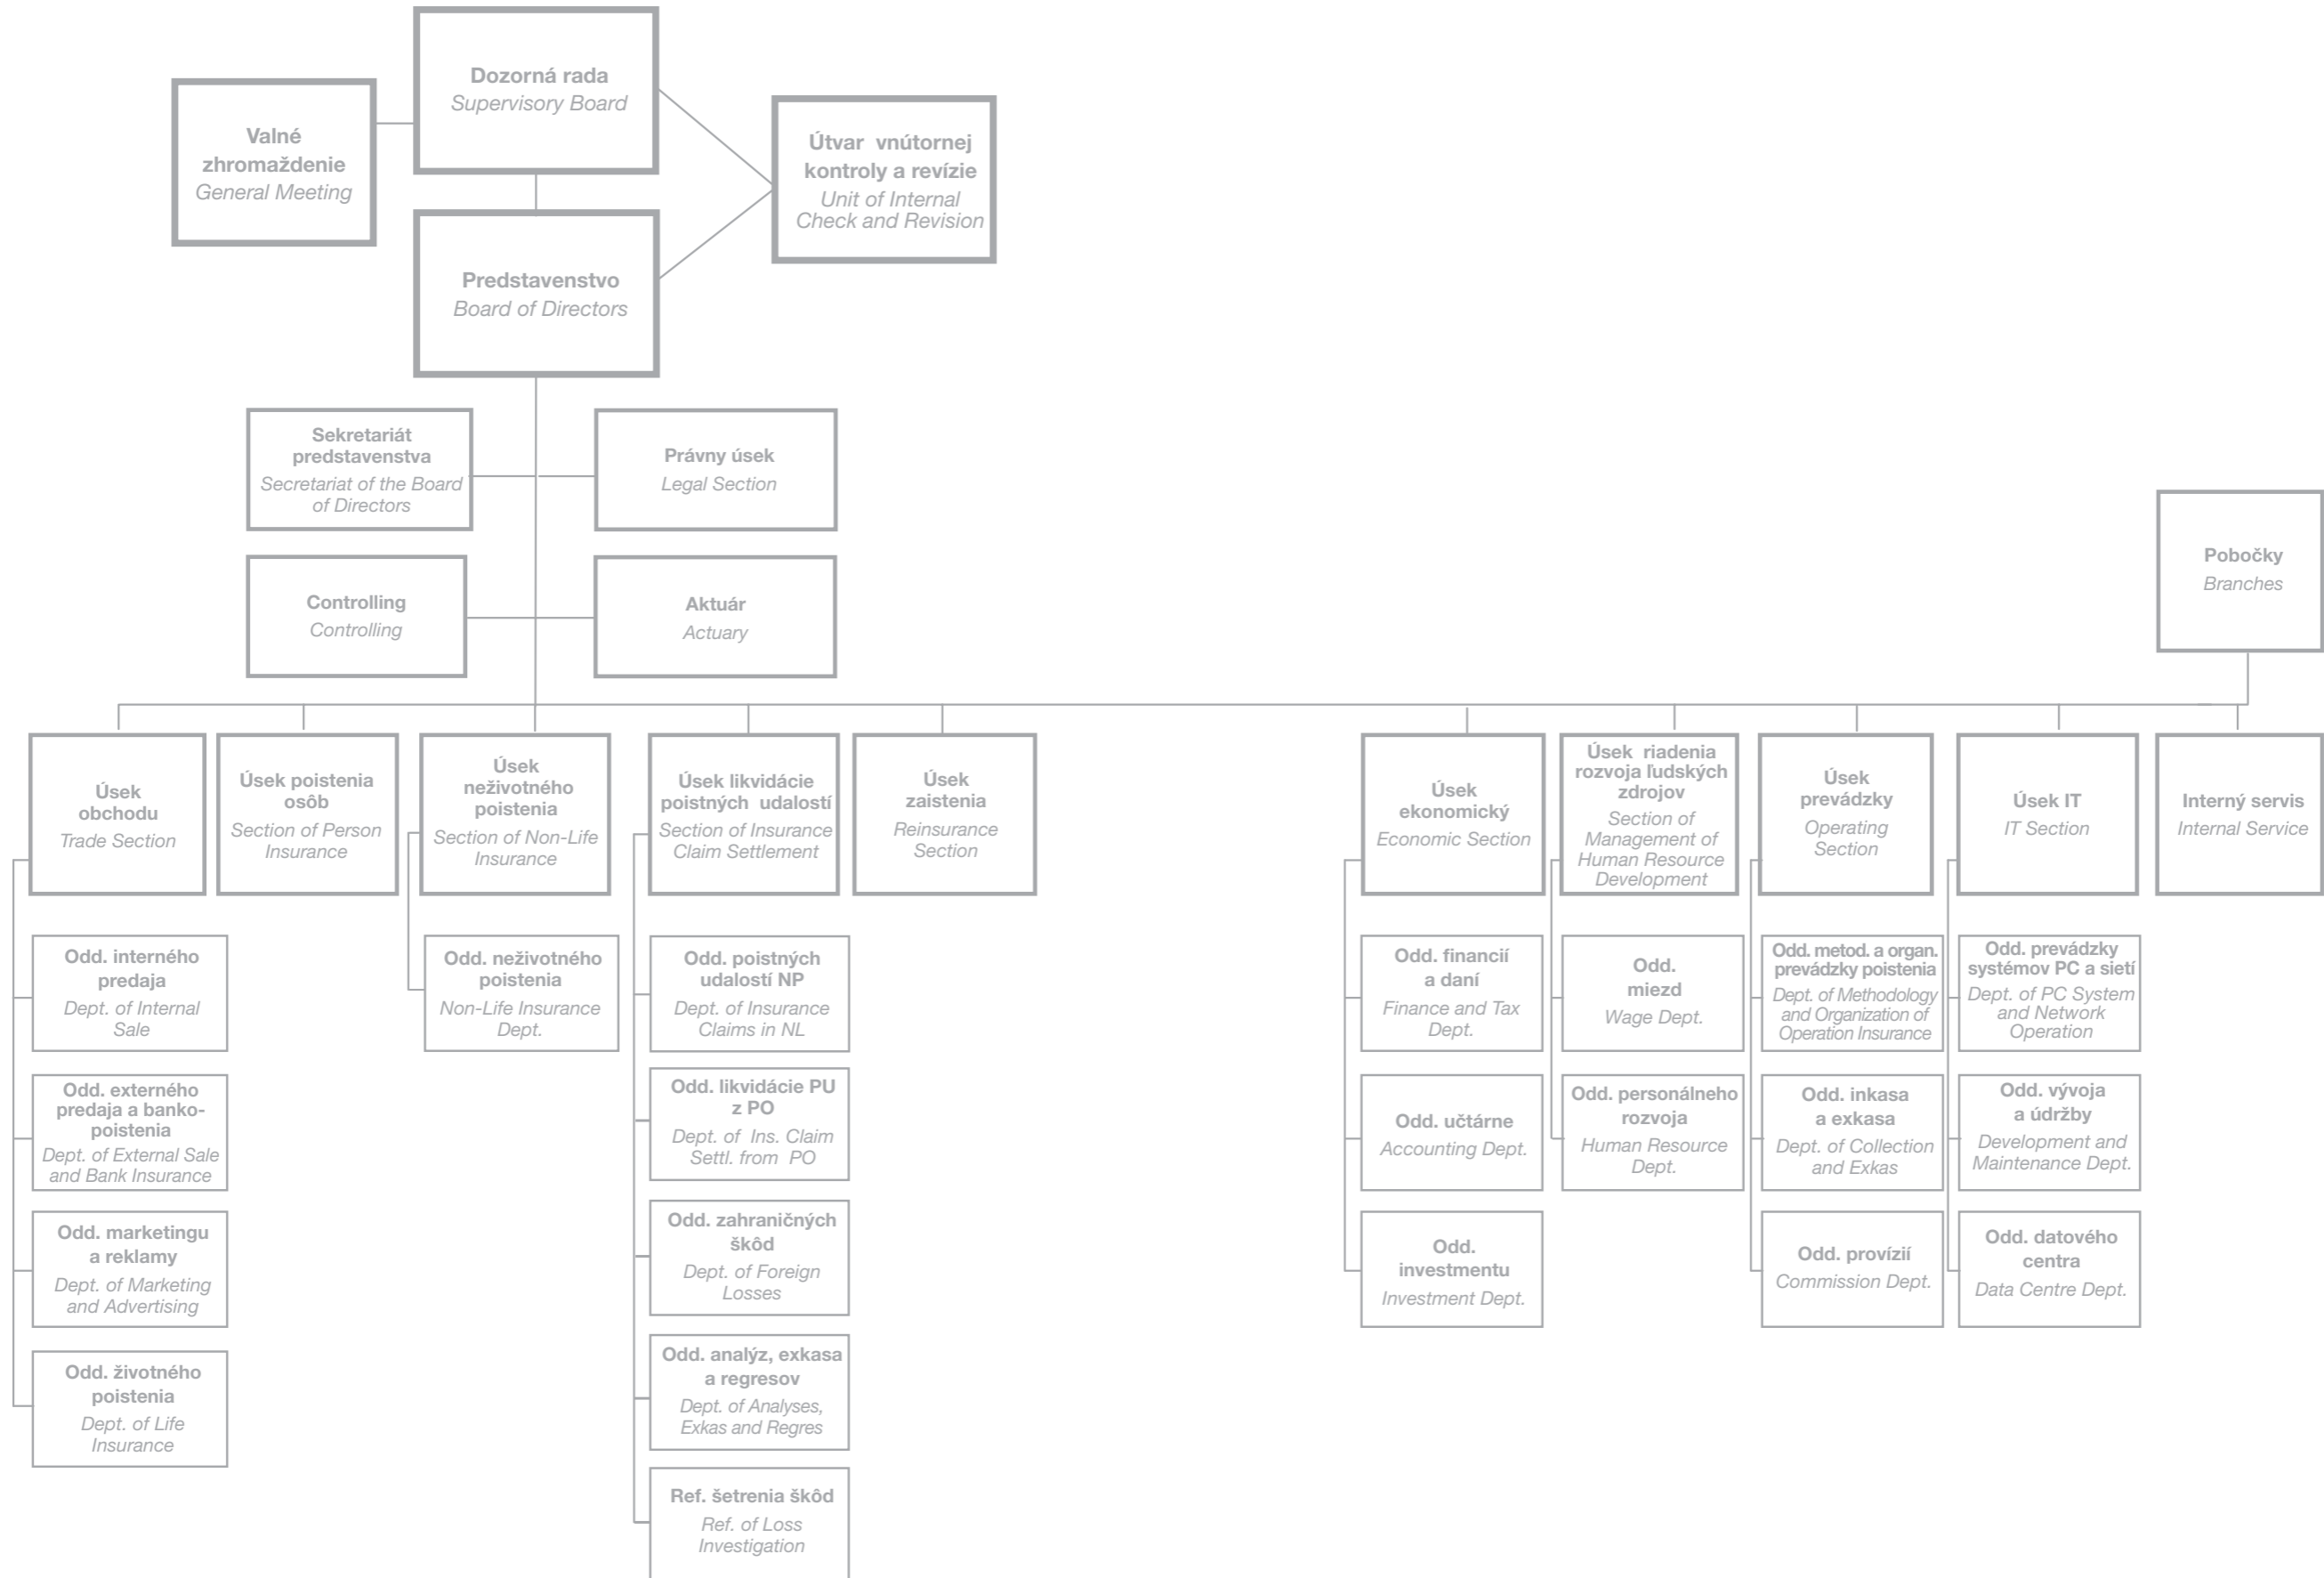 Dozorná rada
Supervisory Board
Valné
zhromaždenie
General Meeting
Útvar vnútornej
kontroly a revízie
Unit of Internal
Check and Revision
Predstavenstvo
Board of Directors
Sekretariát
predstavenstva
Secretariat of the Board
of Directors
Právny úsek
Legal Section
Controlling
Controlling
Aktuár
Actuary
Pobočky
Branches
Úsek
obchodu
Trade Section
Úsek poistenia
osôb
Section of Person
Insurance
Úsek
neživotného
poistenia
Section of Non-Life
Insurance
Úsek likvidácie
poistných udalostí
Section of Insurance
Claim Settlement
Úsek
zaistenia
Reinsurance
Section
Úsek
ekonomický
Economic Section
Úsek riadenia
rozvoja ľudských
zdrojov
Section of
Management of
Human Resource
Development
Úsek
prevádzky
Operating
Section
Úsek IT
IT Section
Interný servis
Internal Service
Odd. interného
predaja
Dept. of Internal
Sale
Odd. externého
predaja a banko-
poistenia
Dept. of External Sale
and Bank Insurance
Odd. marketingu
a reklamy
Dept. of Marketing
and Advertising
Odd. životného
poistenia
Dept. of Life
Insurance
Odd. neživotného
poistenia
Non-Life Insurance
Dept.
Odd. poistných
udalostí NP
Dept. of Insurance
Claims in NL
Odd. likvidácie PU
z PO
Dept. of Ins. Claim
Settl. from PO
Odd. zahraničných
škôd
Dept. of Foreign
Losses
Odd. analýz, exkasa
a regresov
Dept. of Analyses,
Exkas and Regres
Ref. šetrenia škôd
Ref. of Loss
Investigation
Odd. financií
a daní
Finance and Tax
Dept.
Odd. učtárne
Accounting Dept.
Odd.
investmentu
Investment Dept.
Odd.
miezd
Wage Dept.
Odd. personálneho
rozvoja
Human Resource
Dept.
Odd. metod. a organ.
prevádzky poistenia
Dept. of Methodology
and Organization of
Operation Insurance
Odd. inkasa
a exkasa
Dept. of Collection
and Exkas
Odd. provízií
Commission Dept.
Odd. prevádzky
systémov PC a sietí
Dept. of PC System
and Network
Operation
Odd. vývoja
a údržby
Development and
Maintenance Dept.
Odd. datového
centra
Data Centre Dept.